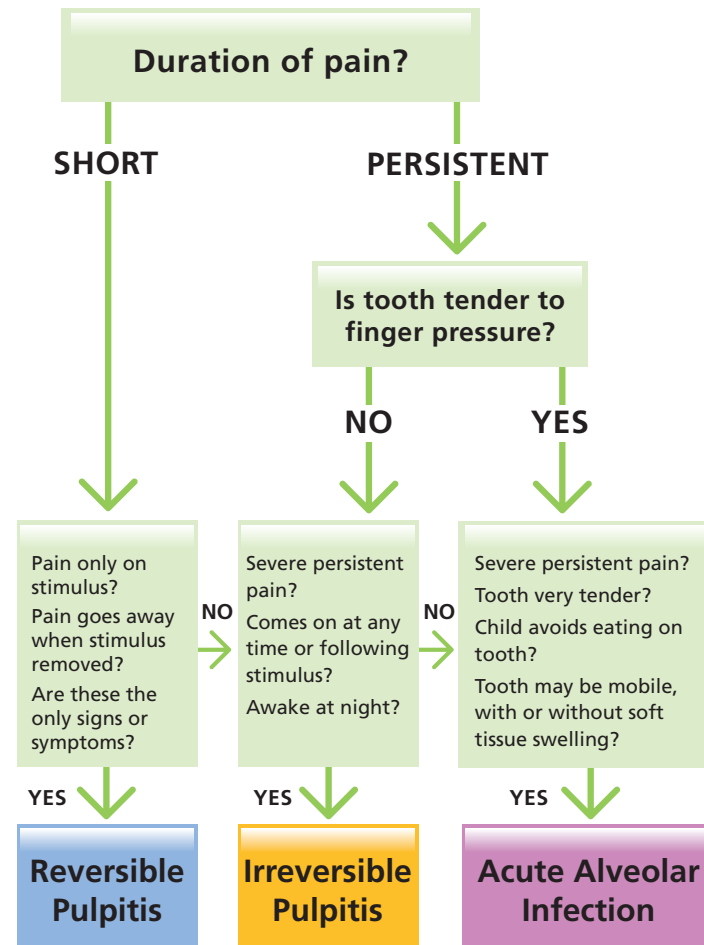 Duration of pain?
SHORT
PERSISTENT
Is tooth tender to
finger pressure?
NO
YES
Pain only on
stimulus?
Pain goes away
when stimulus
removed?
Are these the
only signs or
symptoms?
NO
Severe persistent
pain?
Comes on at any
time or following
stimulus?
Awake at night?
NO
Severe persistent pain?
Tooth very tender?
Child avoids eating on
tooth?
Tooth may be mobile,
with or without soft
tissue swelling?
YES
YES
YES
Reversible
Pulpitis
Irreversible
Pulpitis
Acute Alveolar
Infection